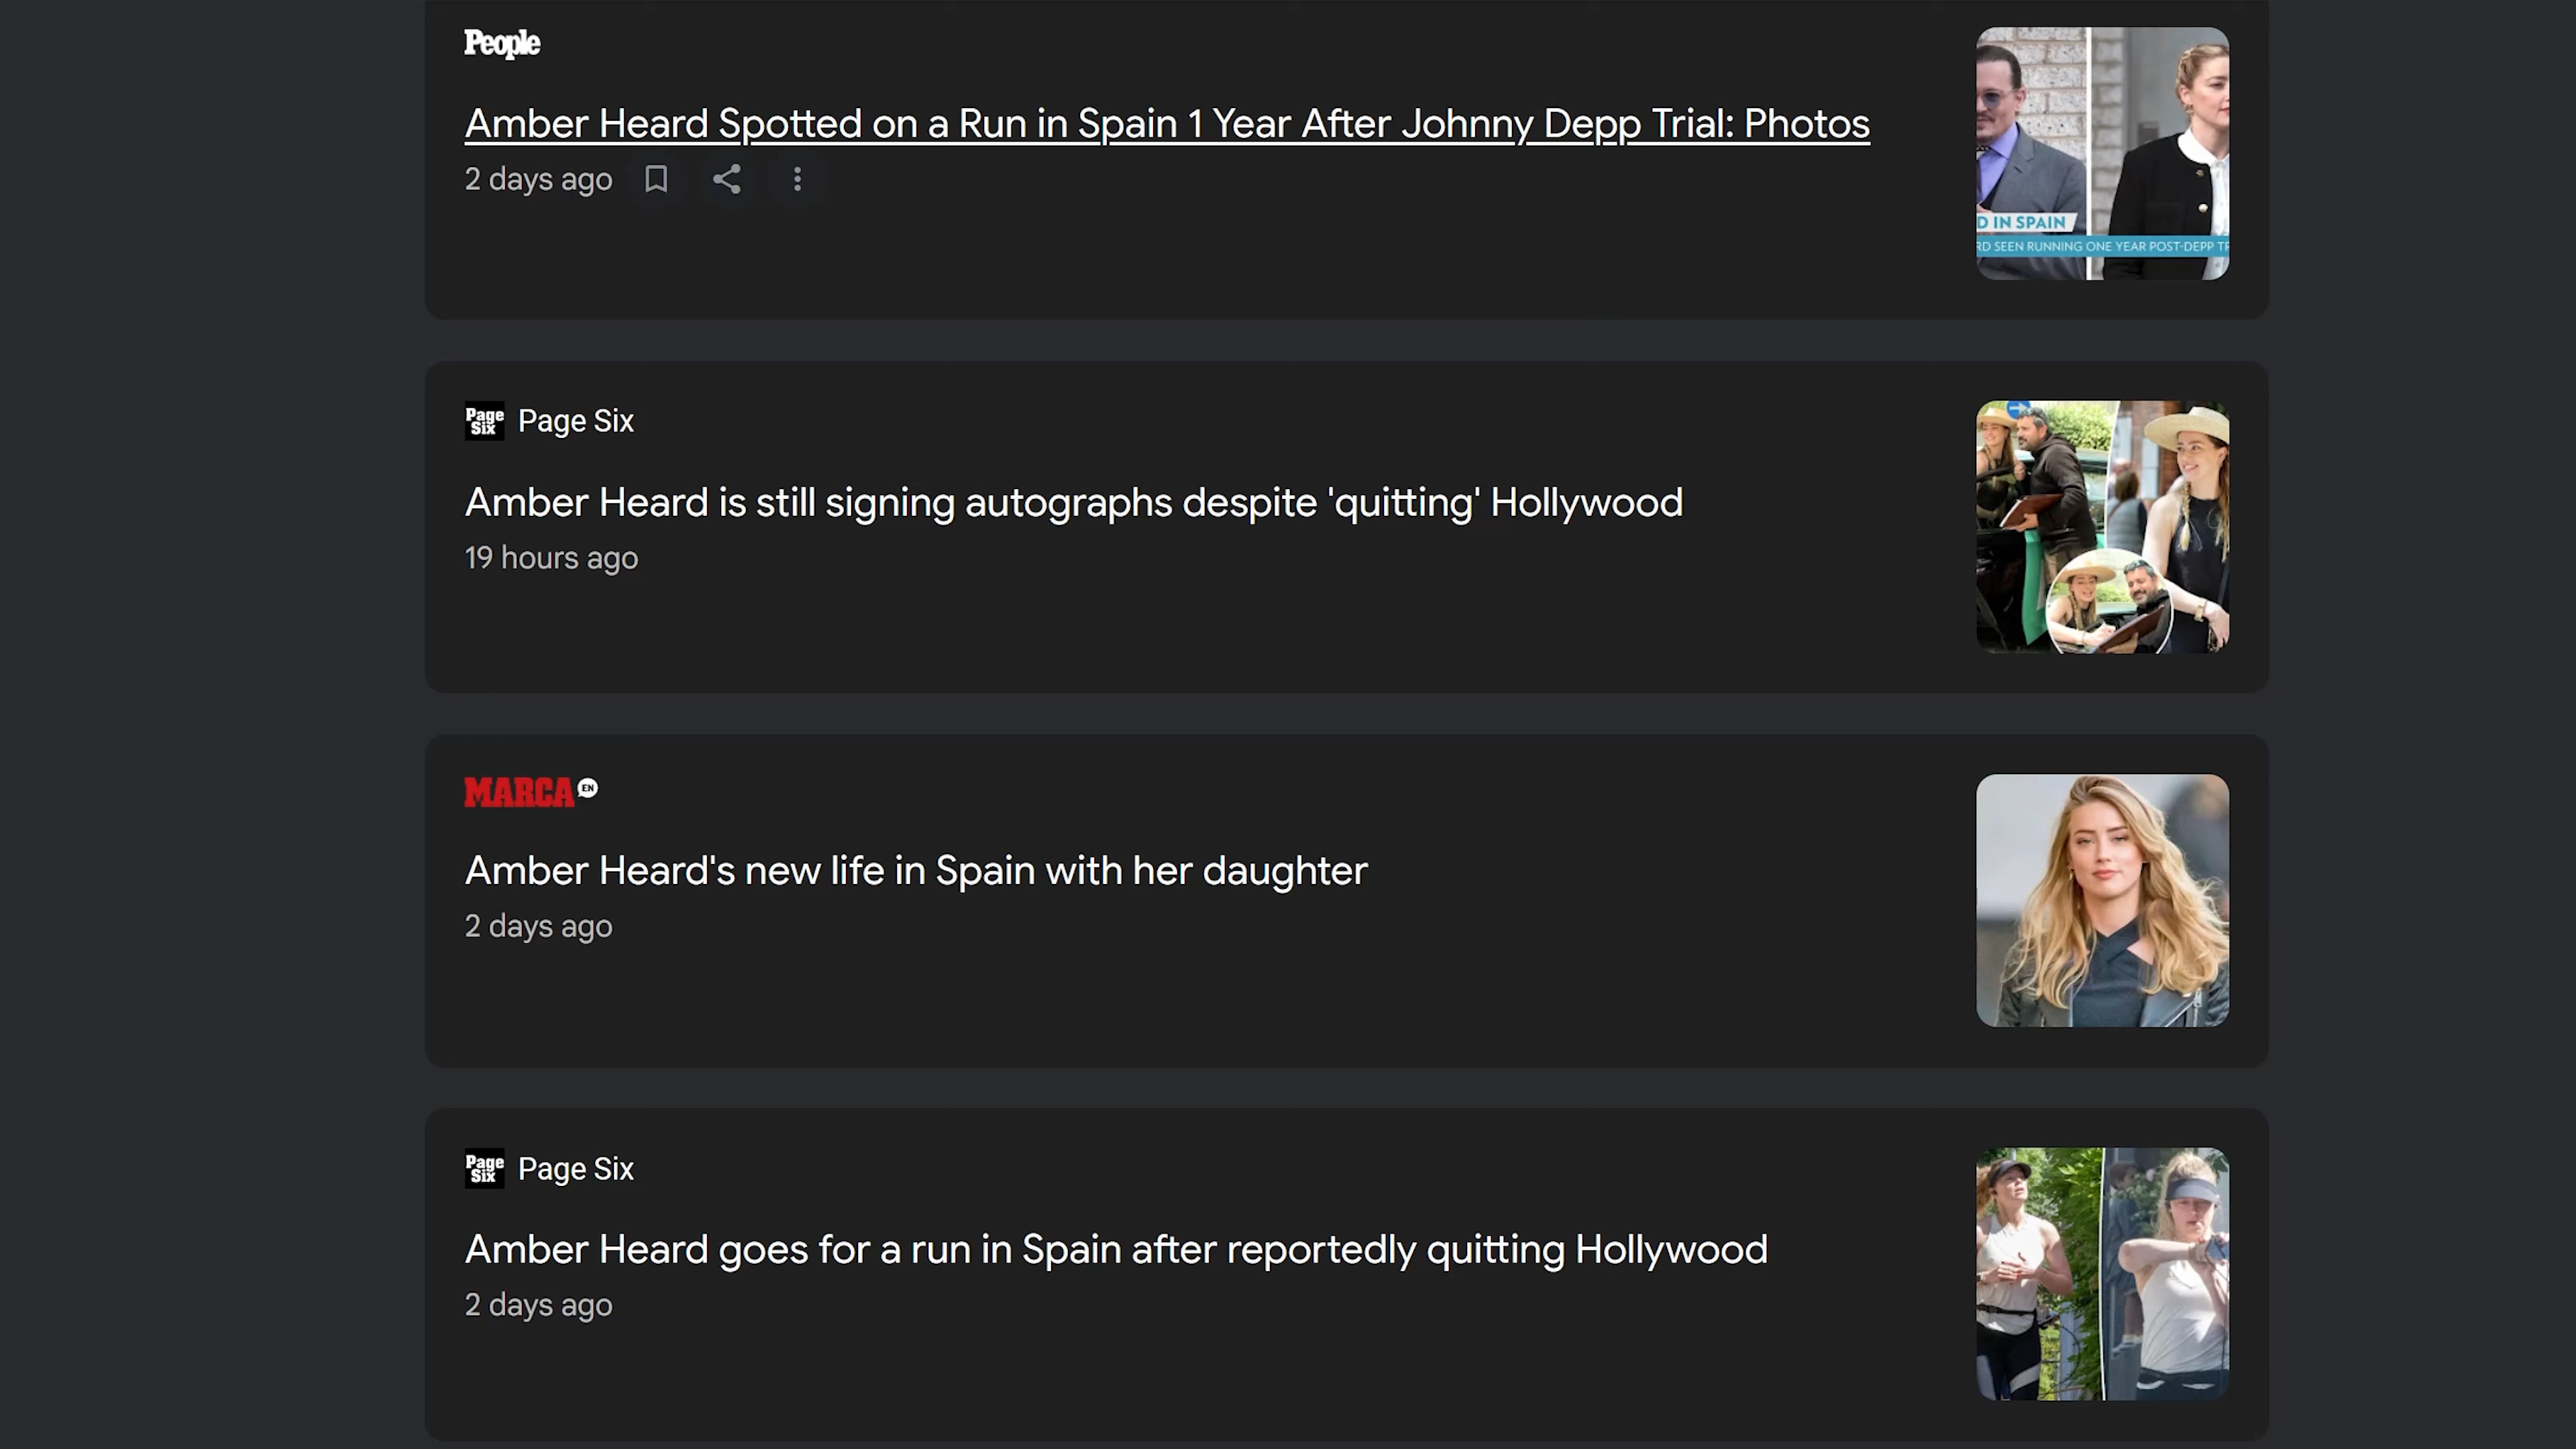 People
Amber Heard Spotted on a Run in Spain 1 Year After Johnny Depp Trial: Photos
2 days ago
D IN SPAIN
RD SEEN RUNNING ONE YEAR POST-DEPP TR
Page Six
Page Six
Amber Heard is still signing autographs despite 'quitting' Hollywood
19 hours ago
MARCA EN
Amber Heard's new life in Spain with her daughter
2 days ago
Page Six
Page Six
Amber Heard goes for a run in Spain after reportedly quitting Hollywood
2 days ago